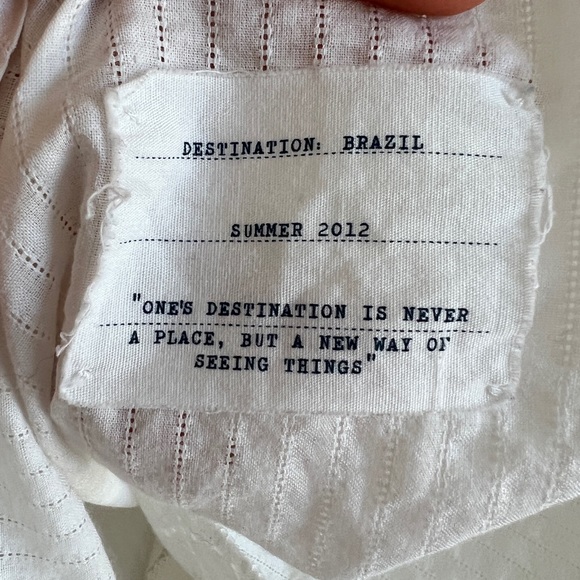 DESTINATION: BRAZIL
SUMMER 2012
"ONE'S DESTINATION IS NEVER
A PLACE, BUT A NEW WAY OF
SEEING THINGS"